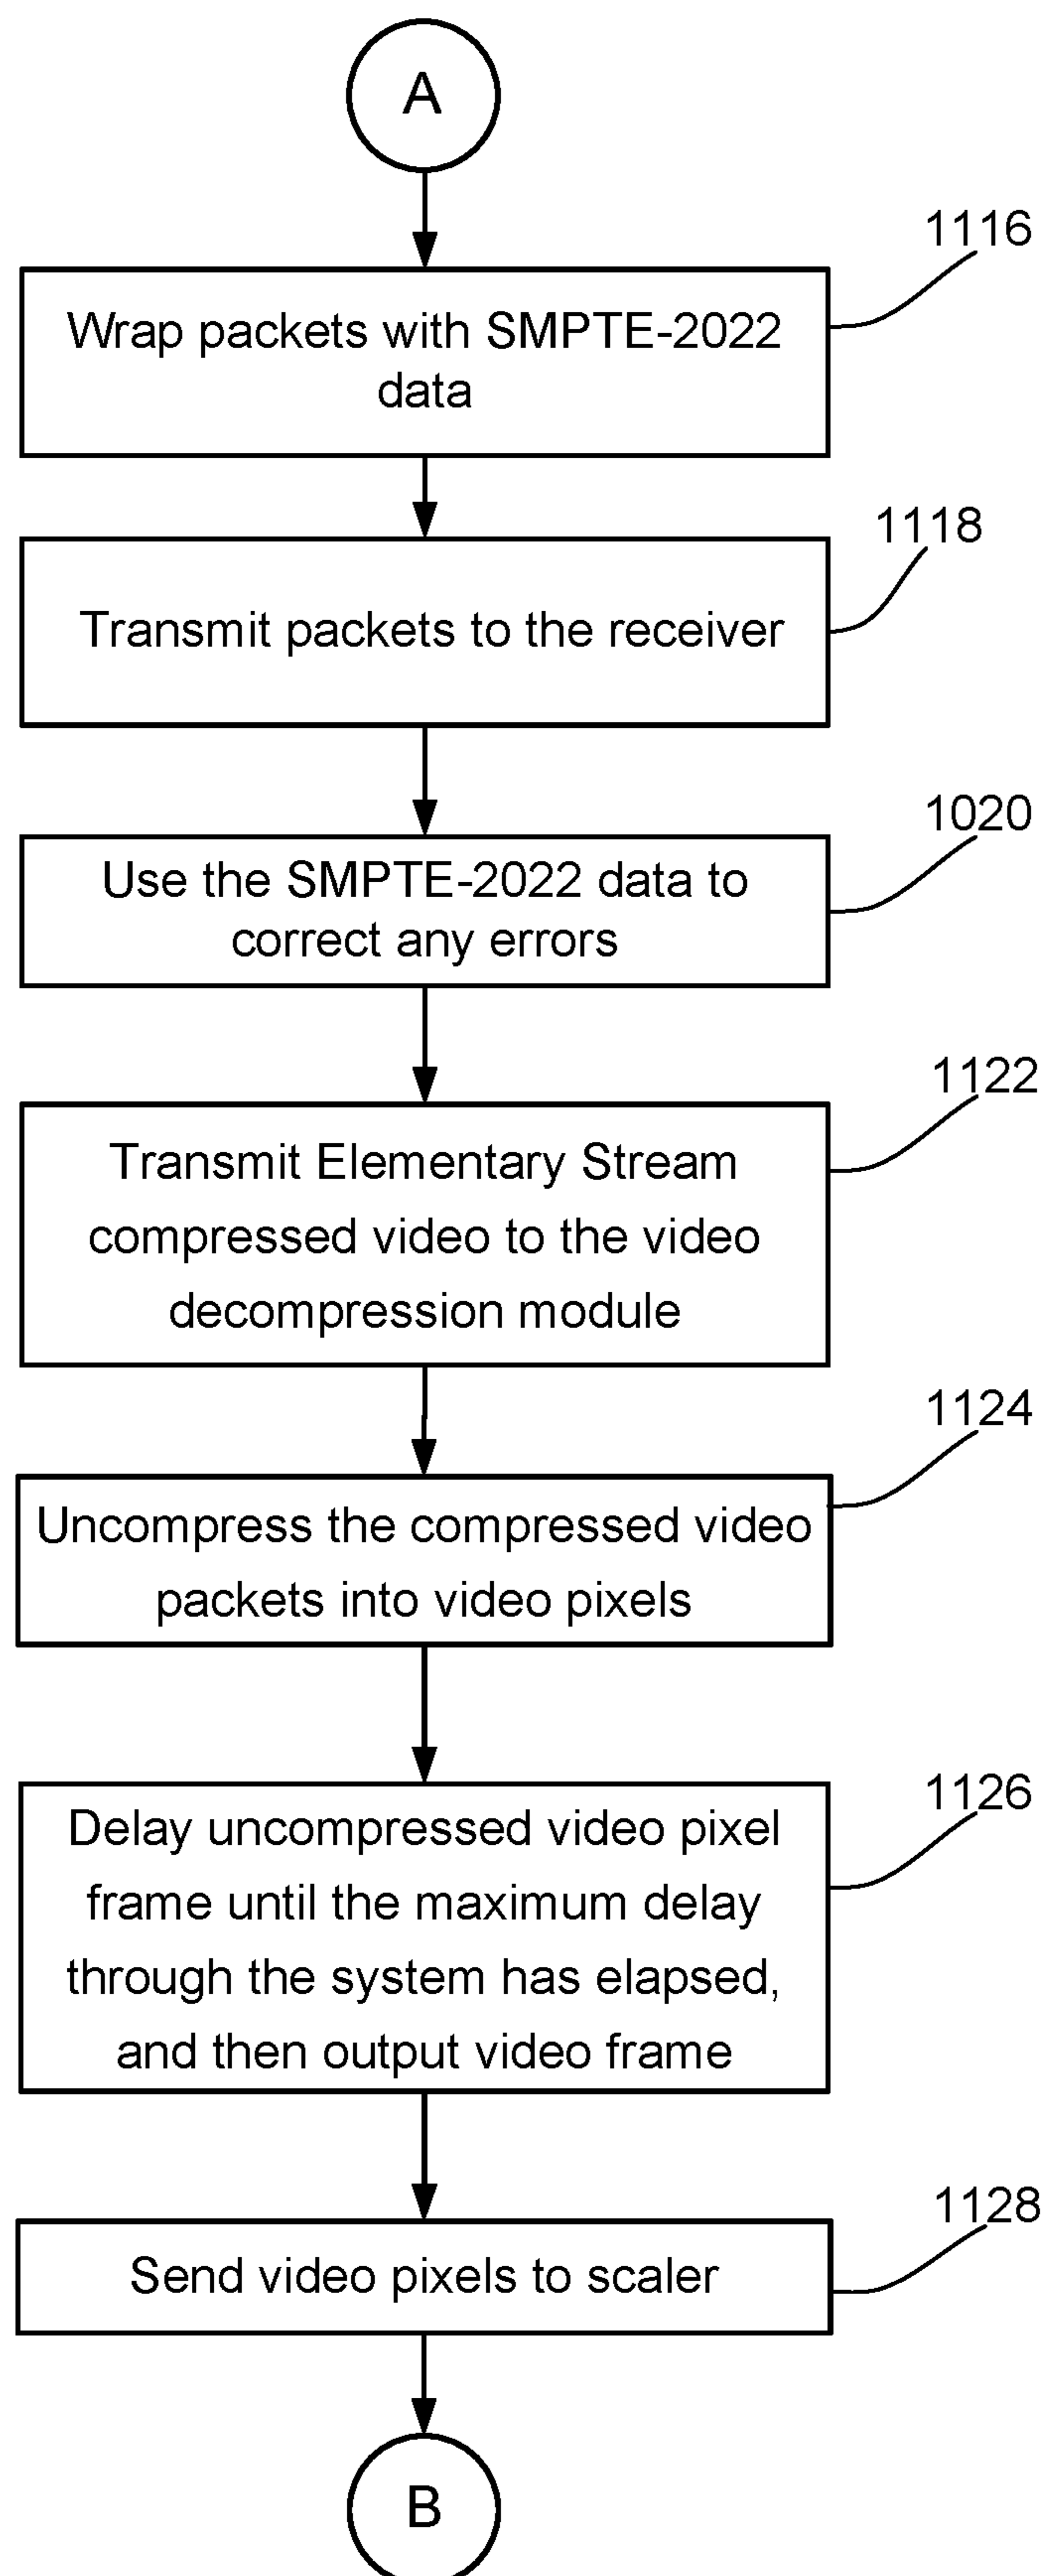 A
1116
Wrap packets with SMPTE-2022
data
1118
Transmit packets to the receiver
1020
Use the SMPTE-2022 data to
correct any errors
1122
Transmit Elementary Stream
compressed video to the video
decompression module
1124
Uncompress the compressed video
packets into video pixels
1126
Delay uncompressed video pixel
frame until the maximum delay
through the system has elapsed,
and then output video frame
1128
Send video pixels to scaler
B